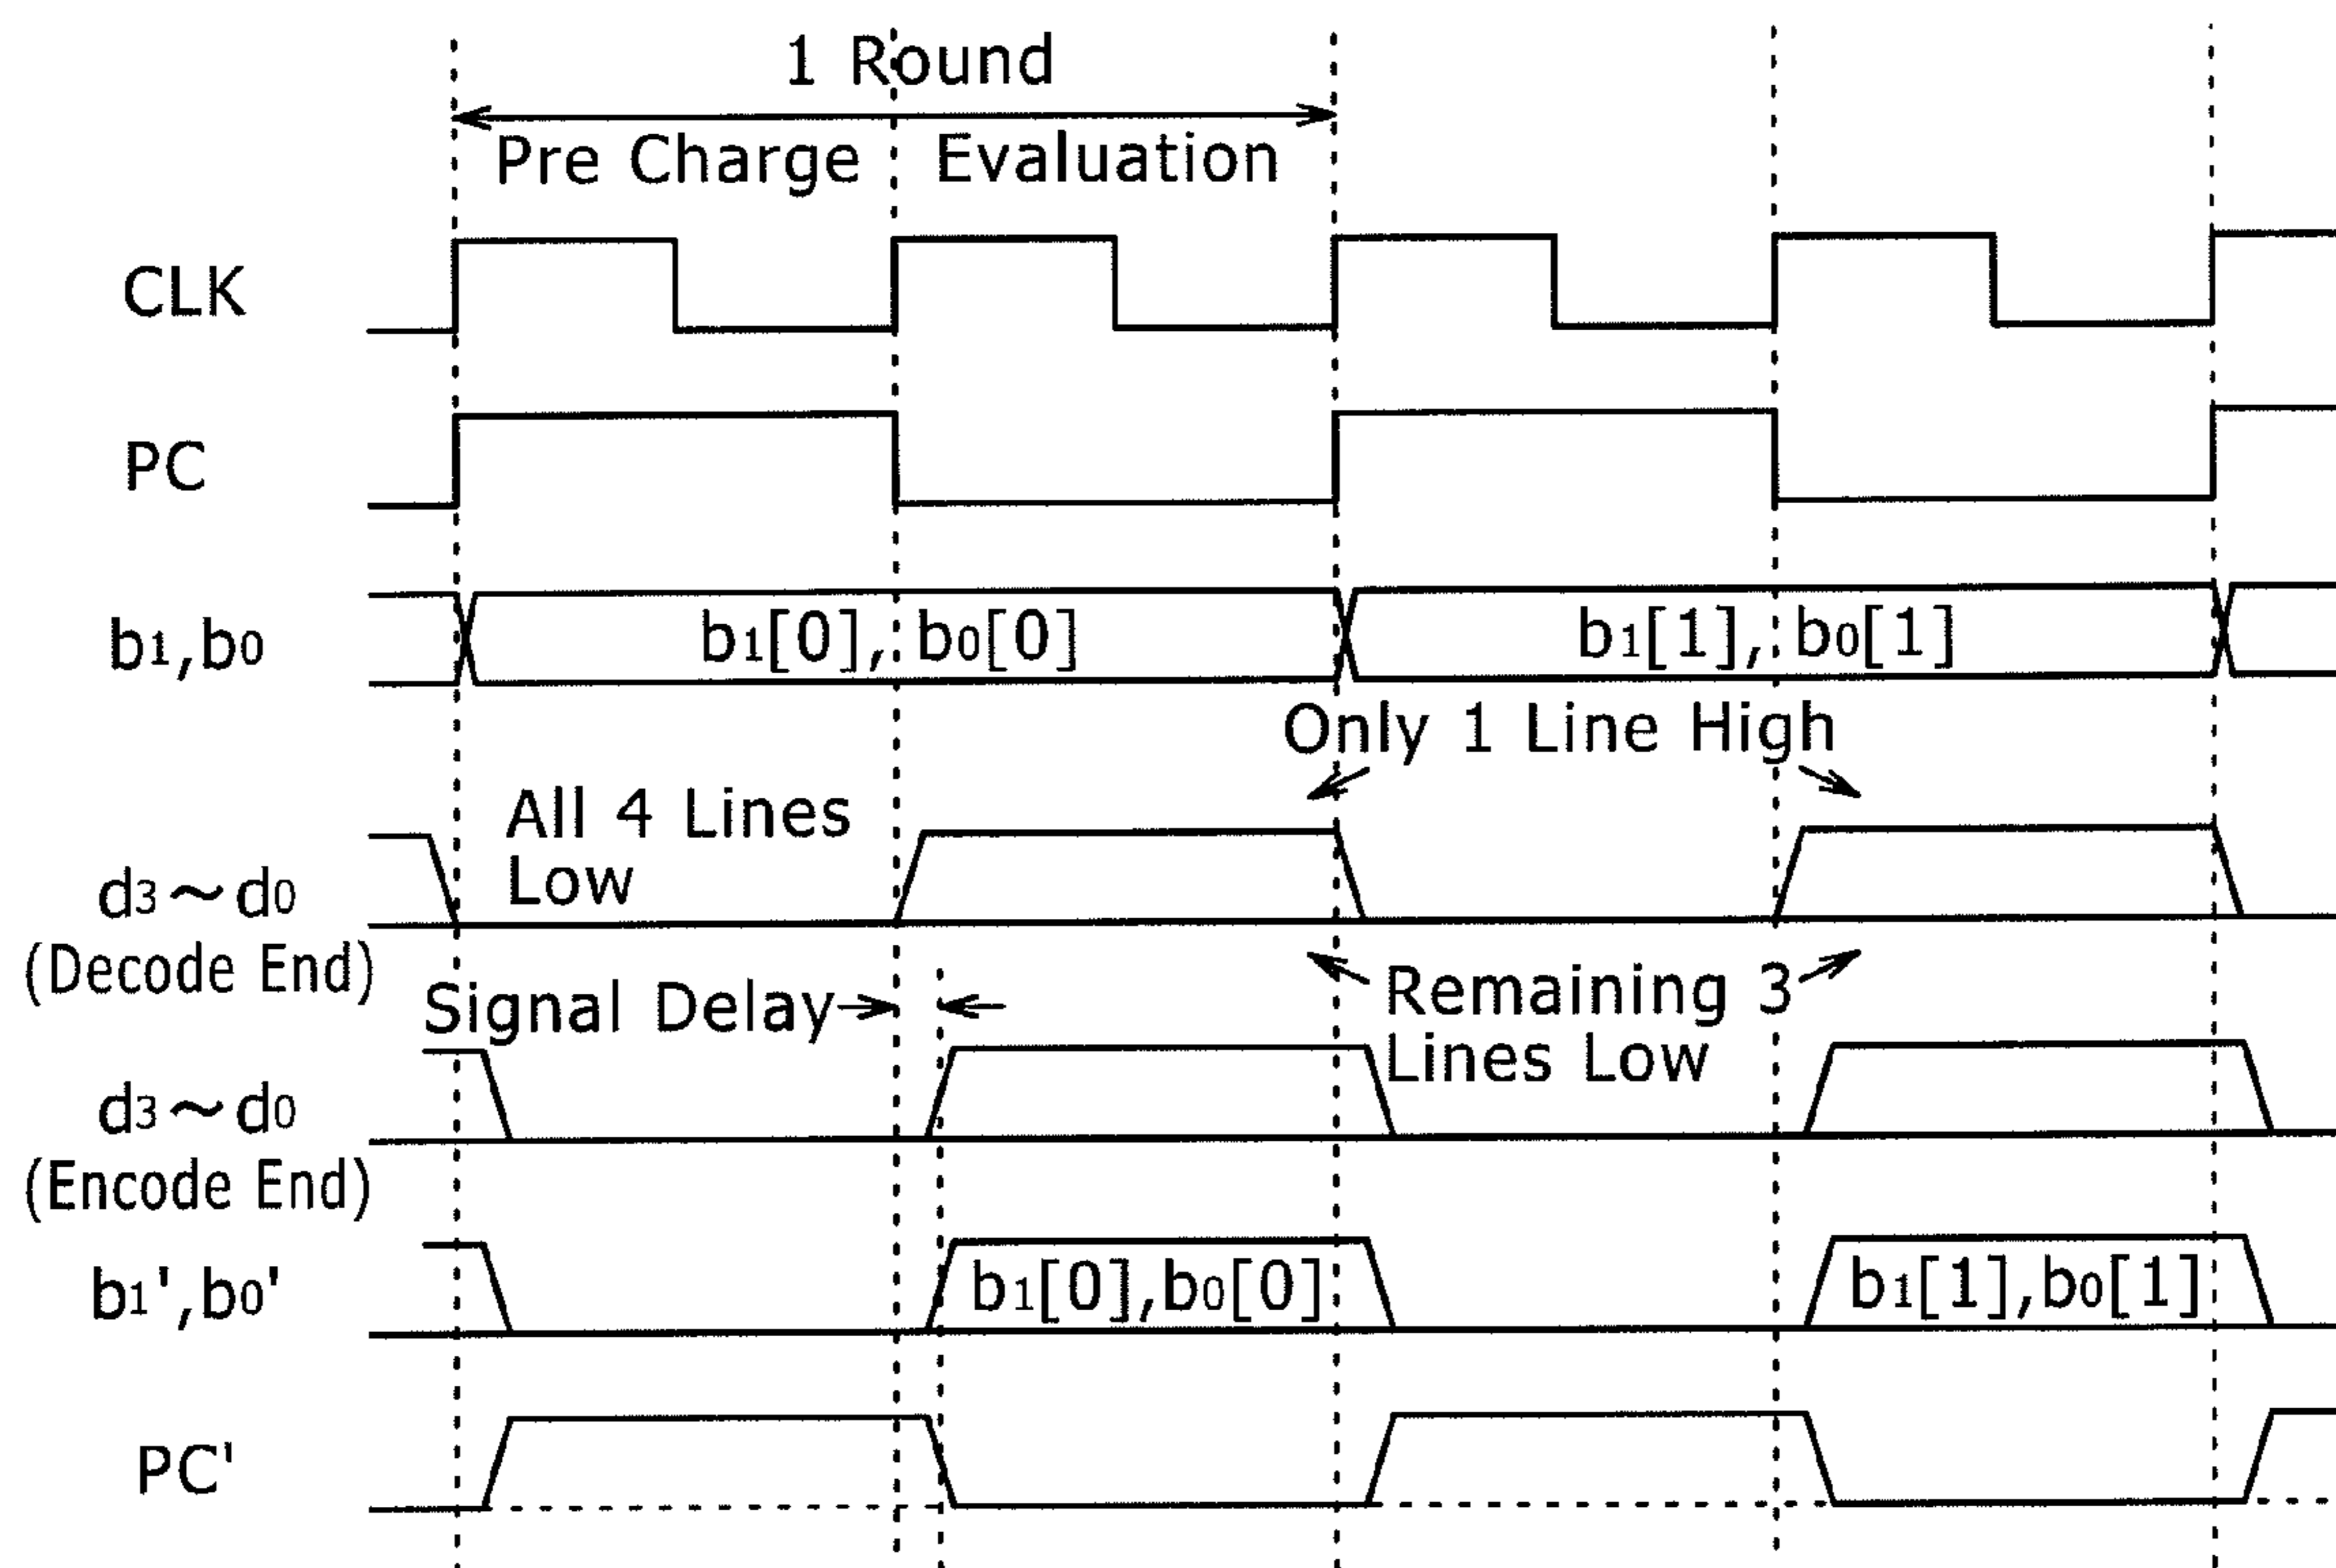 1 Round
Pre Charge
Evaluation
CLK
PC
b1,b0
b1[0], b0[0]
b1[1], b0[1]
Only 1 Line High
All 4 Lines
Low
d3~d0
(Decode End)
Signal Delay
Remaining 3
Lines Low
d3~d0
(Encode End)
b1',b0'
b1[0],b0[0]
b1[1],b0[1]
PC'